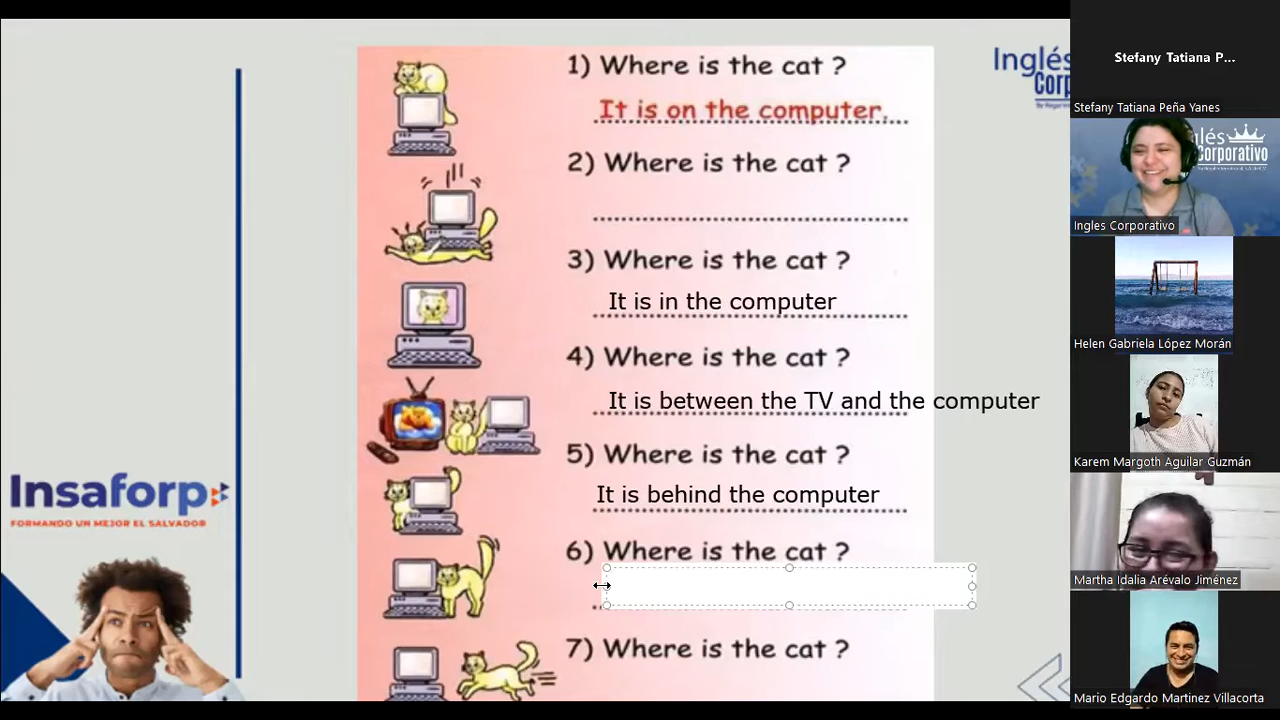 1) Where is the cat ?
It is on the computer.
2) Where is the cat ?
3) Where is the cat ?
It is in the computer
4) Where is the cat ?
It is between the TV and the computer
5) Where is the cat ?
It is behind the computer
6) Where is the cat ?
7) Where is the cat ?
Insaforp
FORMANDO UN MEJOR EL SALVADOR
Inglés
Corp
Stefany Tatiana P...
Stefany Tatiana Peña Yanes
glés
Corporativo
Ingles Corporativo
Helen Gabriela López Morán
Karem Margoth Aguilar Guzmán
Martha Idalia Arévalo Jiménez
Mario Edgardo Martinez Villacorta